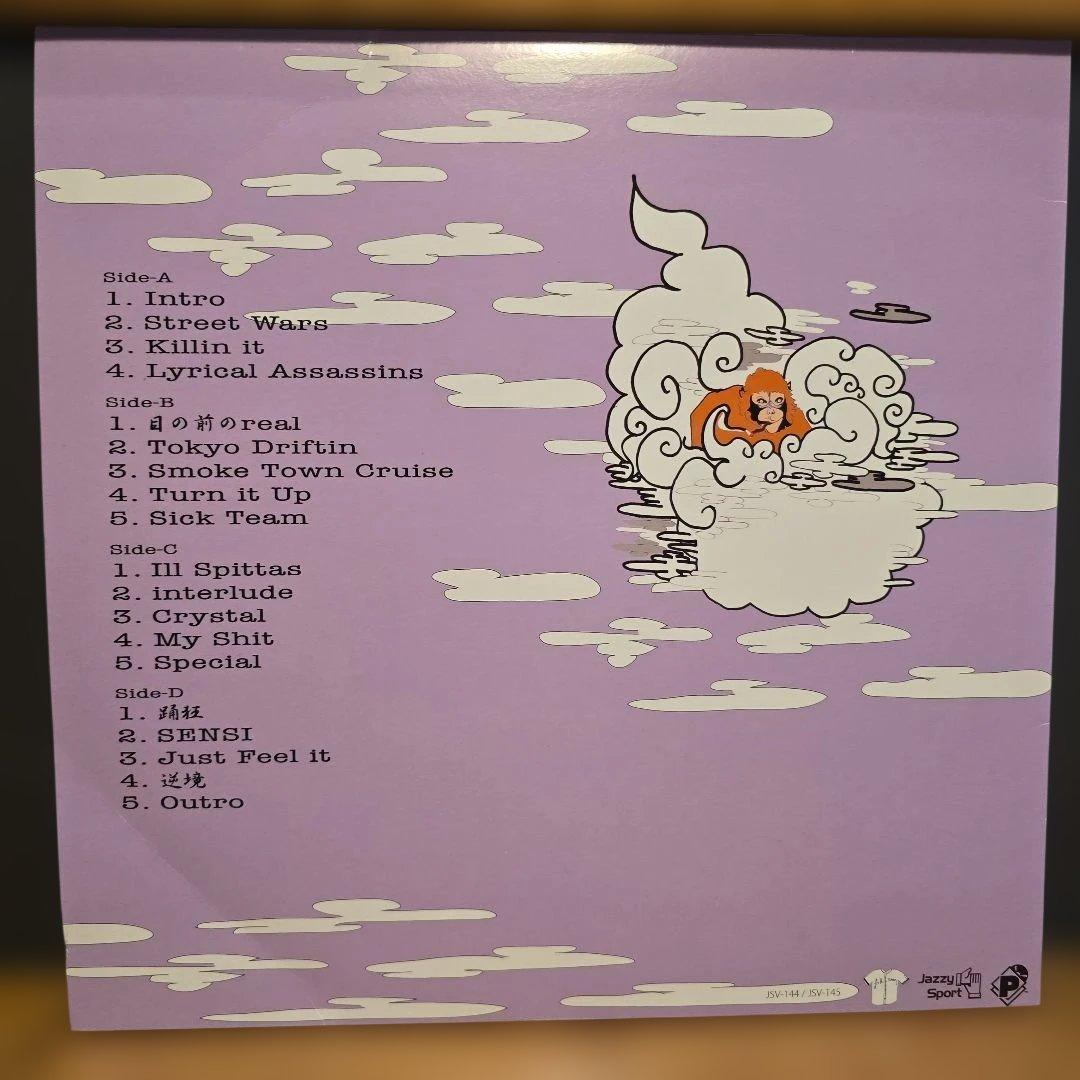 Side-A
1. Intro
2. Street Wars
3. Killin it
4. Lyrical Assassins
Side-B
1. 目の前のreal
2. Tokyo Driftin
3. Smoke Town Cruise
4. Turn it Up
5. Sick Team
Side-C
1. Ill Spittas
2. interlude
3. Crystal
4. My Shit
5. Special
Side-D
1. 踊狂
2. SENSI
3. Just Feel it
4. 逆境
5. Outro
JSV-144 / JSV-145
Jazzy
Sport
P